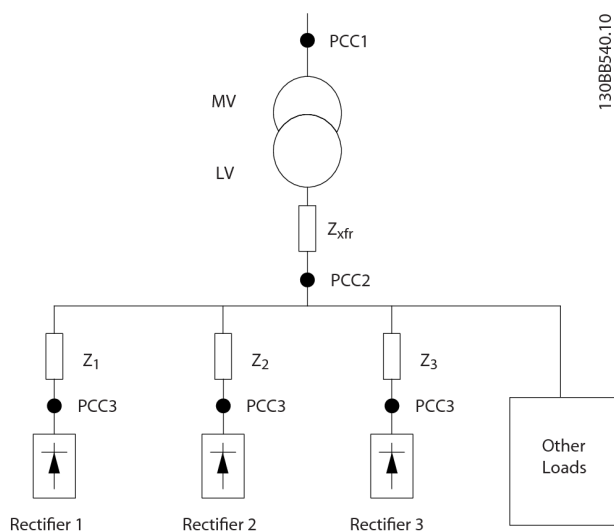 130BB540.10
PCC1
MV
LV
Zxfr
PCC2
Z1
Z2
Z3
PCC3
PCC3
PCC3
Other
Loads
Rectifier 1
Rectifier 2
Rectifier 3